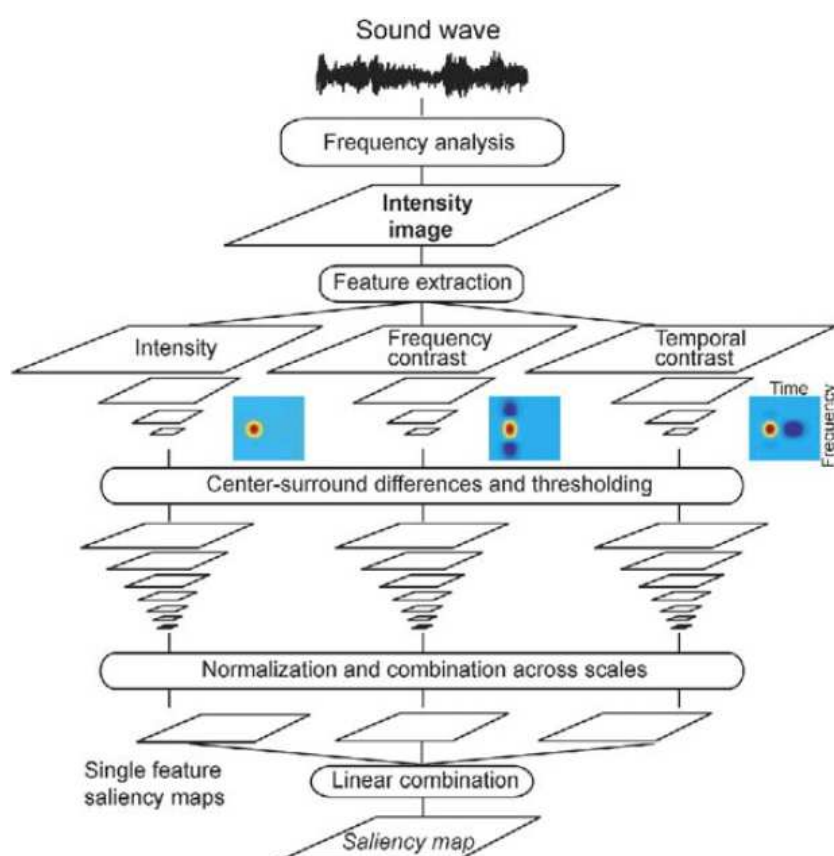 Sound wave
Frequency analysis
Intensity
image
Feature extraction
Intensity
Frequency
contrast
Temporal
contrast
Time
Frequency
Center-surround differences and thresholding
Normalization and combination across scales
Single feature
saliency maps
Linear combination
Saliency map